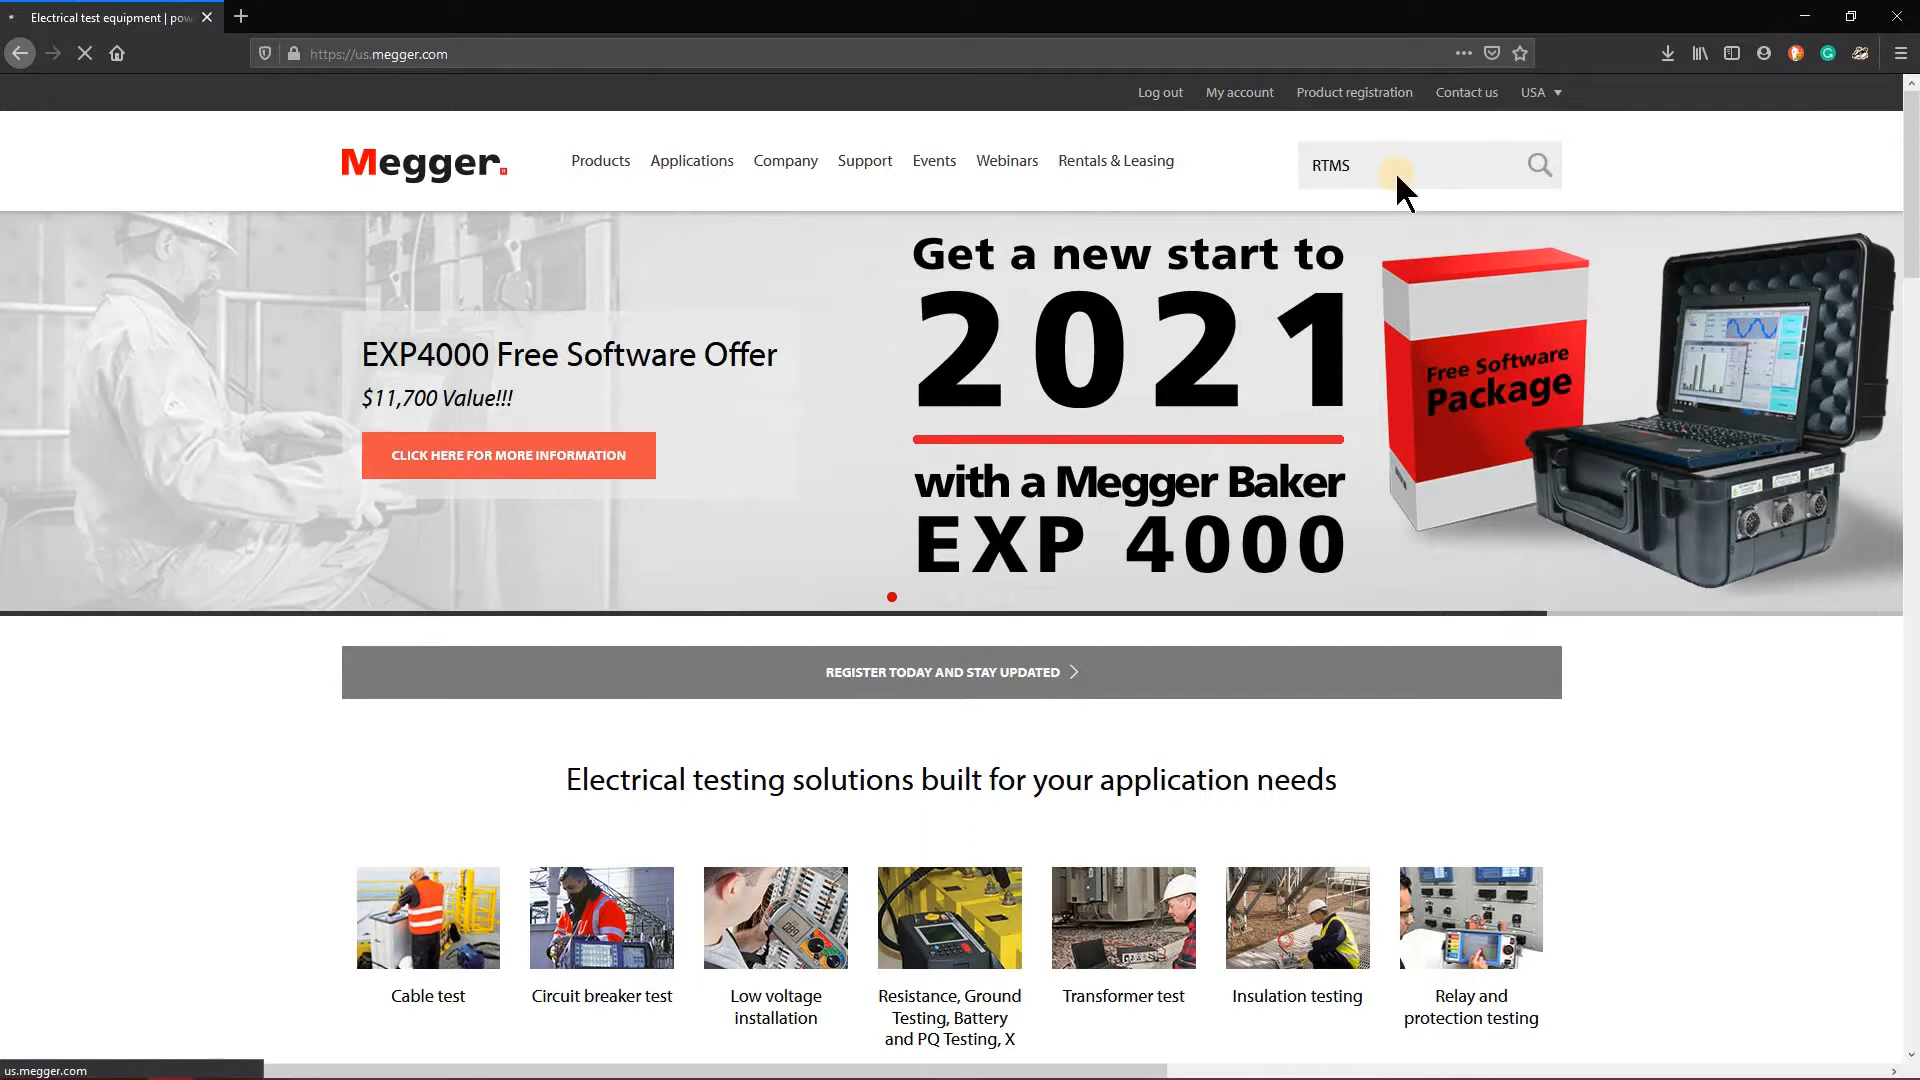 Electrical test equipment | pow
https://us.megger.com
Log out My account Product registration Contact us USA
Megger.
Products Applications Company Support Events Webinars Rentals & Leasing
RTMS
Get a new start to
2021
with a Megger Baker
EXP 4000
EXP4000 Free Software Offer
$11,700 Value!!!
CLICK HERE FOR MORE INFORMATION
Free Software
Package
REGISTER TODAY AND STAY UPDATED
Electrical testing solutions built for your application needs
Cable test
Circuit breaker test
Low voltage
installation
Resistance, Ground
Testing, Battery
and PQ Testing, X
Transformer test
Insulation testing
Relay and
protection testing
us.megger.com